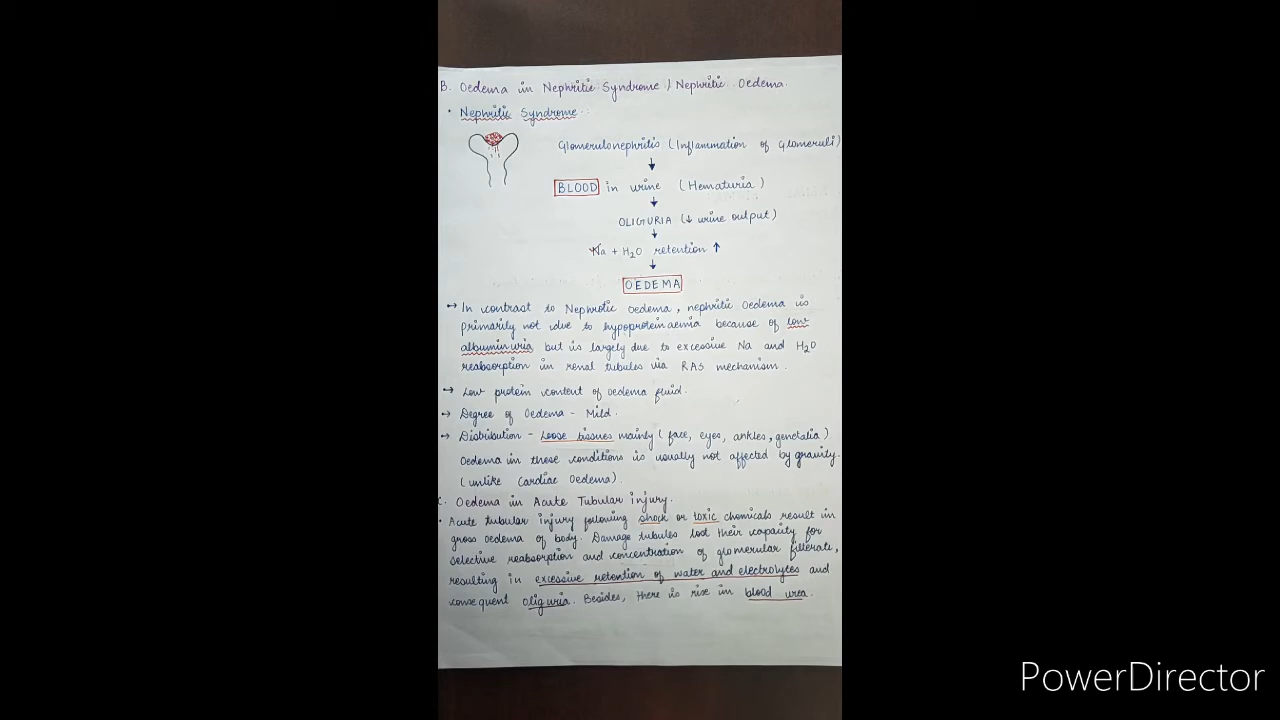 B. Oedema in Nephritic Syndrome / Nephritic Oedema.
• Nephritic Syndrome :
Glomerulonephritis (Inflammation of Glomeruli)
↓
BLOOD in urine (Hematuria)
↓
OLIGURIA (↓ urine output)
↓
Na + H2O retention ↑
↓
OEDEMA
↦ In contrast to Nephrotic oedema, nephritic Oedema is
primarily not due to hypoproteinaemia because of low
albuminuria but is largely due to excessive Na and H2O
reabsorption in renal tubules via RAS mechanism.
↦ Low protein content of oedema fluid.
↦ Degree of Oedema - Mild.
↦ Distribution - Loose tissues mainly (face, eyes, ankles, genetalia)
Oedema in these conditions is usually not affected by gravity.
(unlike Cardiac Oedema).
C. Oedema in Acute Tubular injury.
• Acute tubular injury following shock or toxic chemicals result in
gross oedema of body. Damage tubules lost their capacity for
selective reabsorption and concentration of glomerular filterate,
resulting in excessive retention of water and electrolytes and
consequent oliguria. Besides, there is rise in blood urea.
PowerDirector